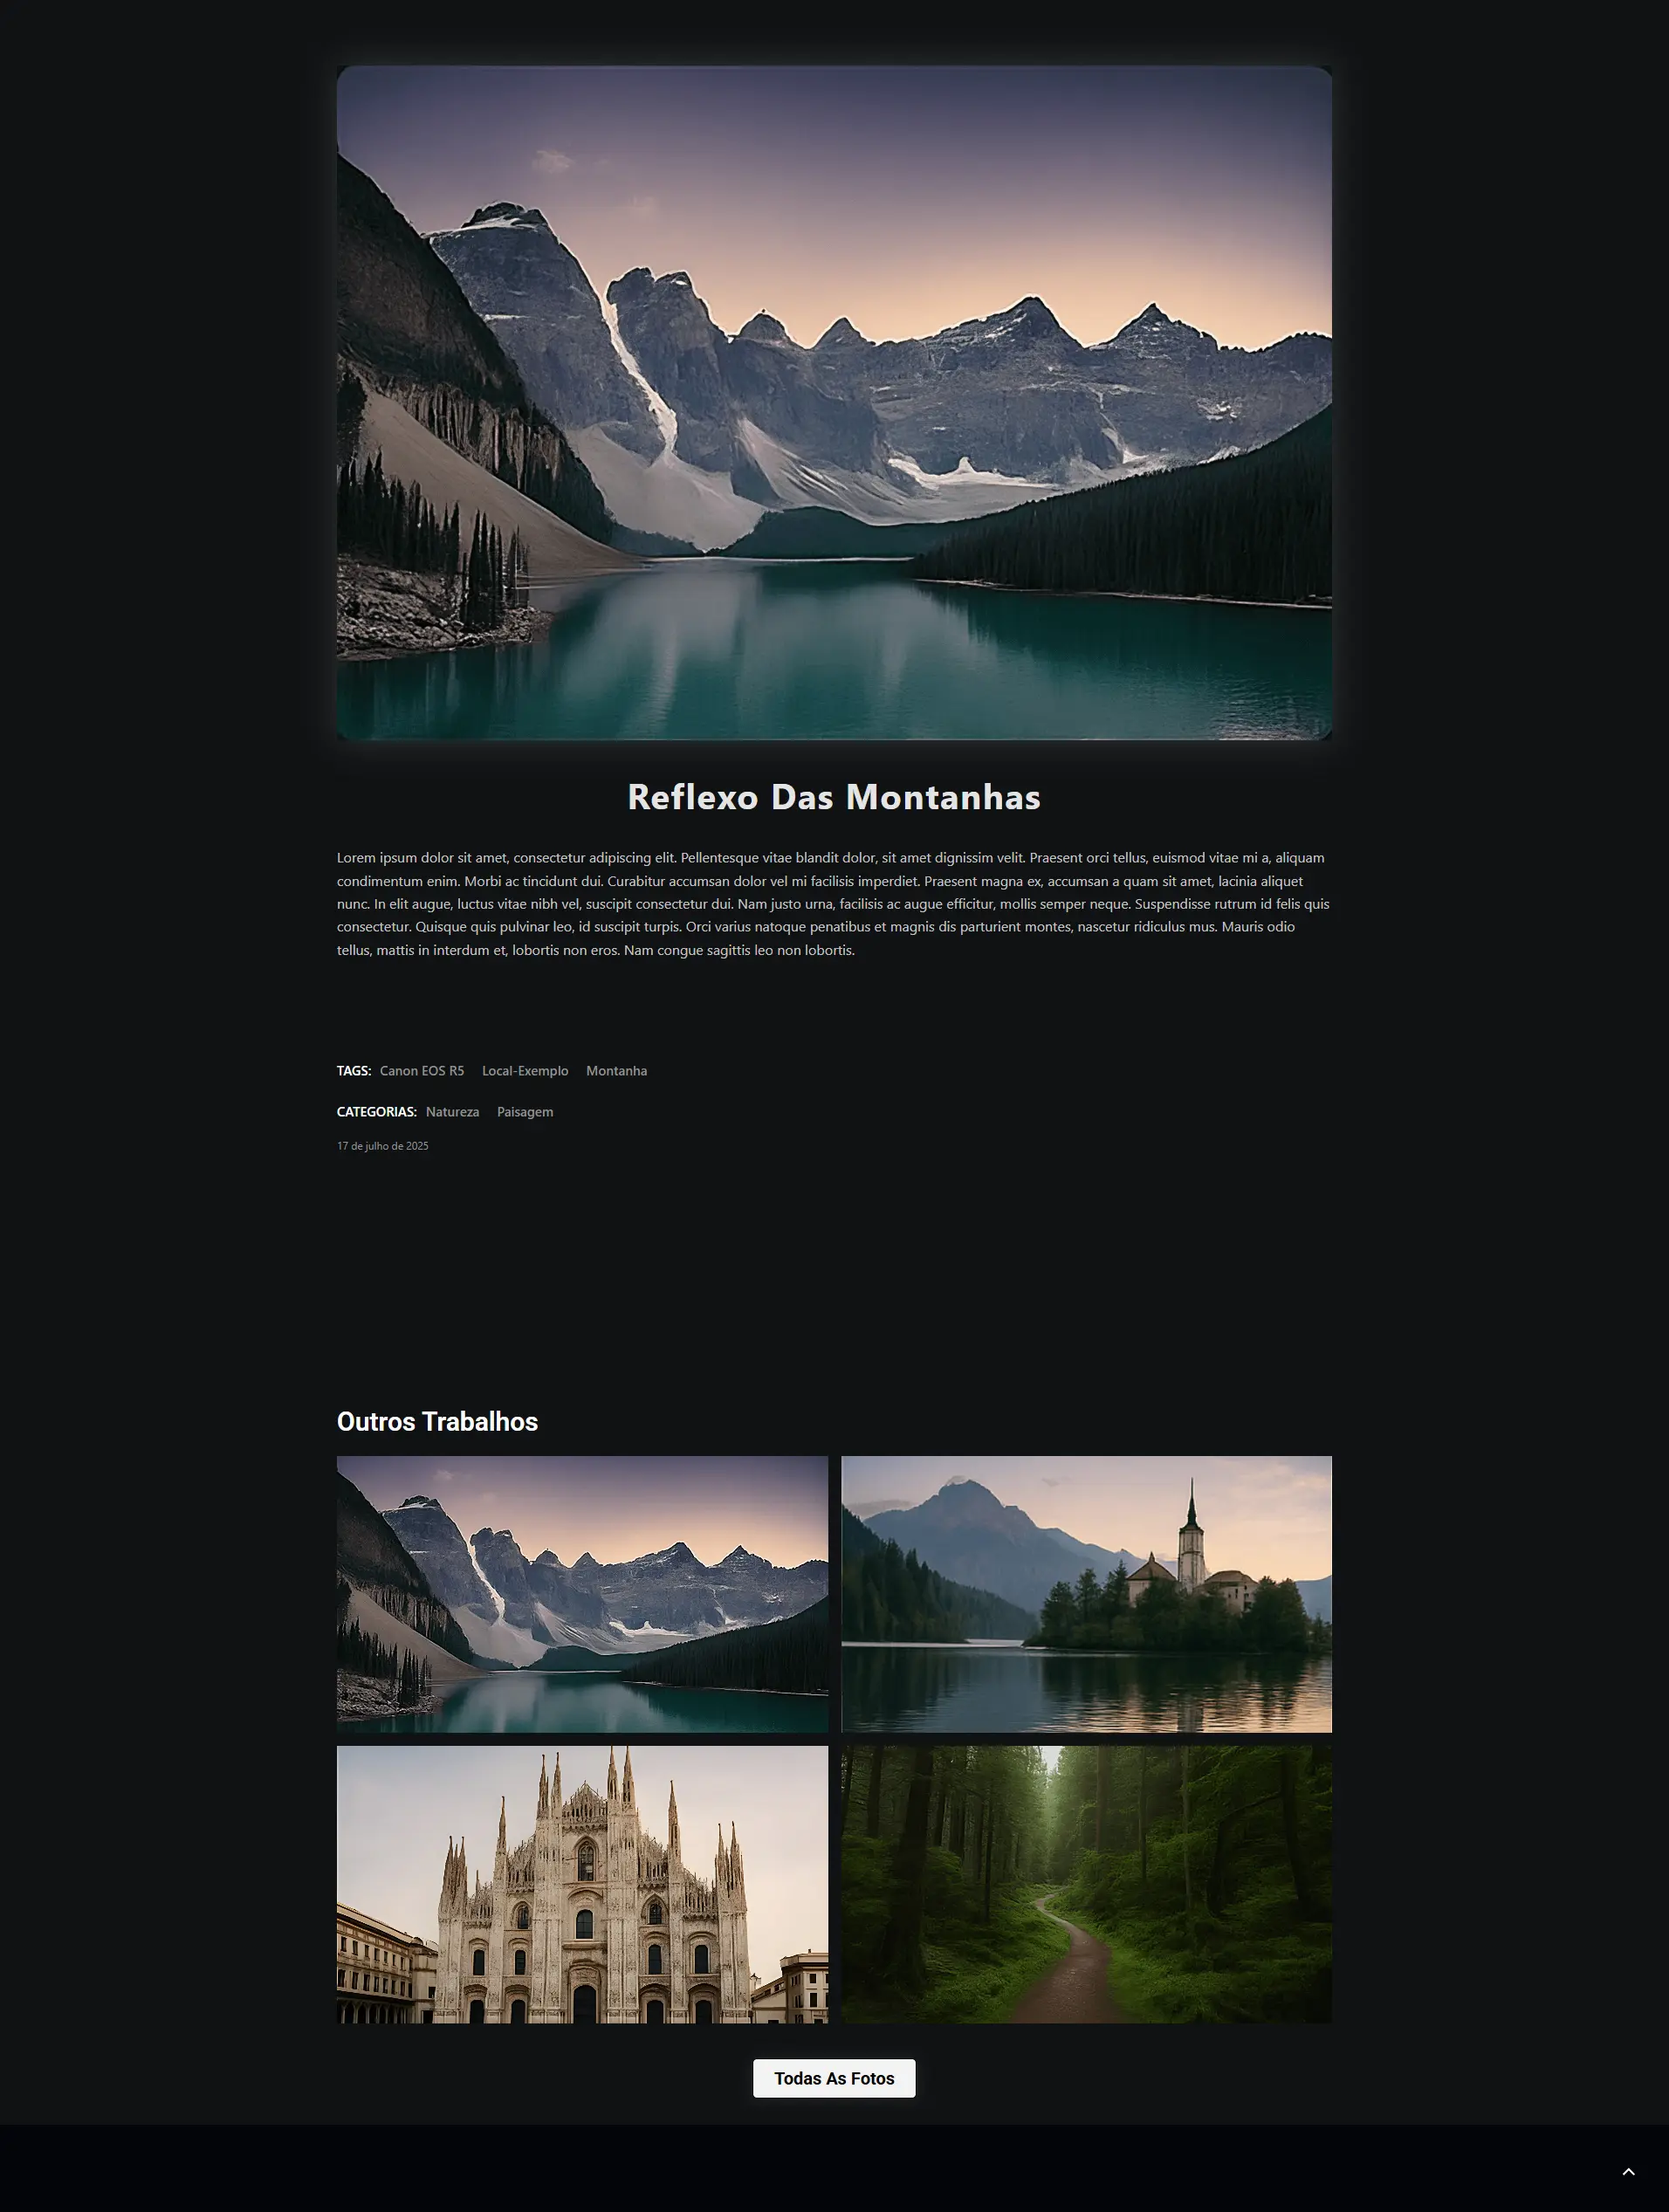 Reflexo Das Montanhas
Lorem ipsum dolor sit amet, consectetur adipiscing elit. Pellentesque vitae blandit dolor, sit amet dignissim velit. Praesent orci tellus, euismod vitae mi a, aliquam
condimentum enim. Morbi ac tincidunt dui. Curabitur accumsan dolor vel mi facilisis imperdiet. Praesent magna ex, accumsan a quam sit amet, lacinia aliquet
nunc. In elit augue, luctus vitae nibh vel, suscipit consectetur dui. Nam justo urna, facilisis ac augue efficitur, mollis semper neque. Suspendisse rutrum id felis quis
consectetur. Quisque quis pulvinar leo, id suscipit turpis. Orci varius natoque penatibus et magnis dis parturient montes, nascetur ridiculus mus. Mauris odio
tellus, mattis in interdum et, lobortis non eros. Nam congue sagittis leo non lobortis.
TAGS: Canon EOS R5 Local-Exemplo Montanha
CATEGORIAS: Natureza Paisagem
17 de julho de 2025
Outros Trabalhos
Todas As Fotos